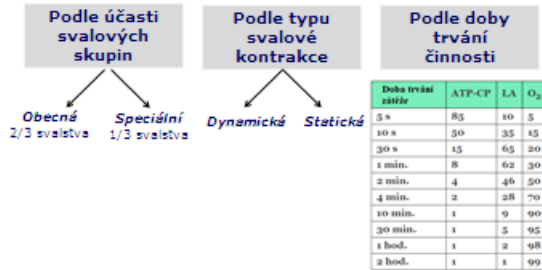 Podle účasti
svalových
skupin
Obecná
2/3 svalstva
Speciální
1/3 svalstva
Podle typu
svalové
kontrakce
Dynamická
Statická
Podle doby
trvání
činnosti
Doba trvání zátěže ATP-CP LA O₂
5 s 85 10 5
10 s 50 35 15
30 s 15 65 20
1 min. 8 62 30
2 min. 4 46 50
4 min. 2 28 70
10 min. 1 9 90
30 min. 1 5 95
1 hod. 1 2 98
2 hod. 1 1 99